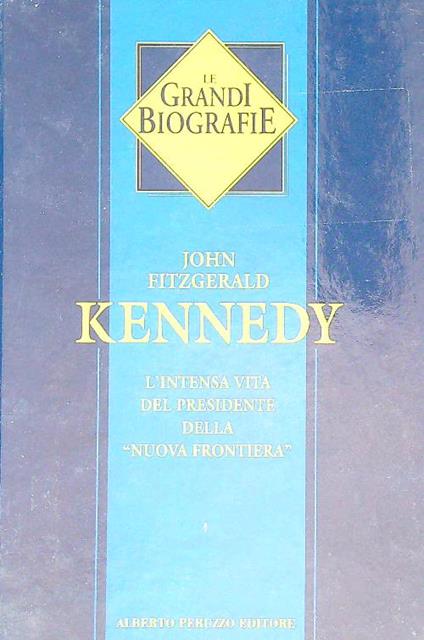 LE
GRANDI
BIOGRAFIE
JOHN
FITZGERALD
KENNEDY
L'INTENSA VITA
DEL PRESIDENTE
DELLA
"NUOVA FRONTIERA"
ALBERTO PERUZZO EDITORE